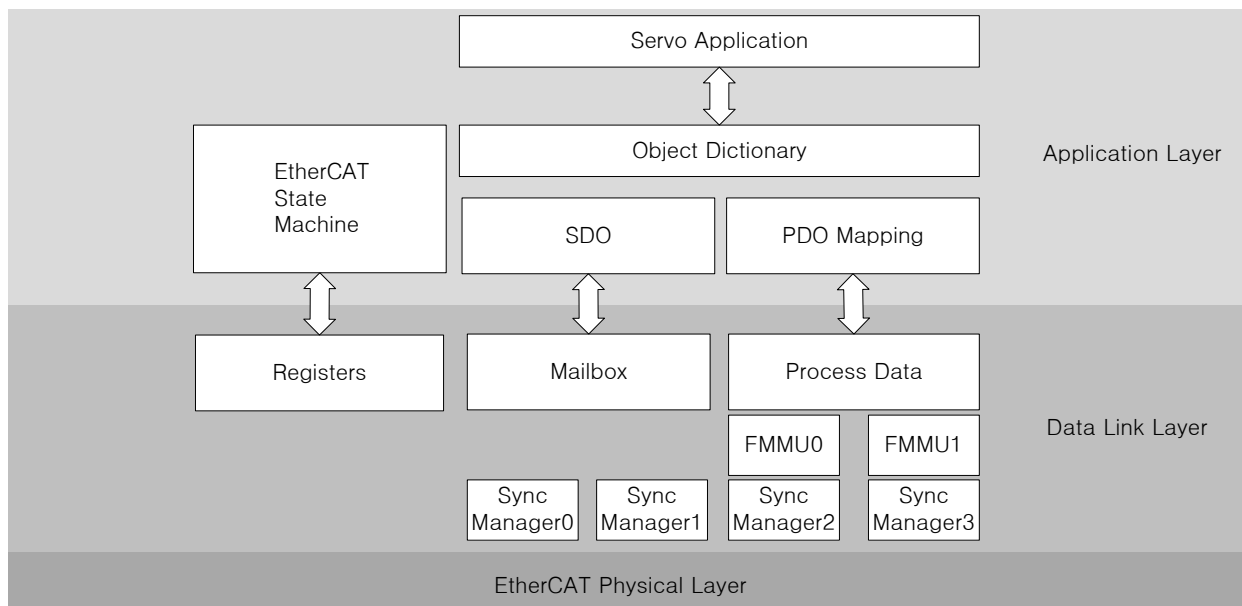 Servo Application
Object Dictionary
Application Layer
EtherCAT
State
Machine
SDO
PDO Mapping
Registers
Mailbox
Process Data
Data Link Layer
FMMU0
FMMU1
Sync
Manager0
Sync
Manager1
Sync
Manager2
Sync
Manager3
EtherCAT Physical Layer